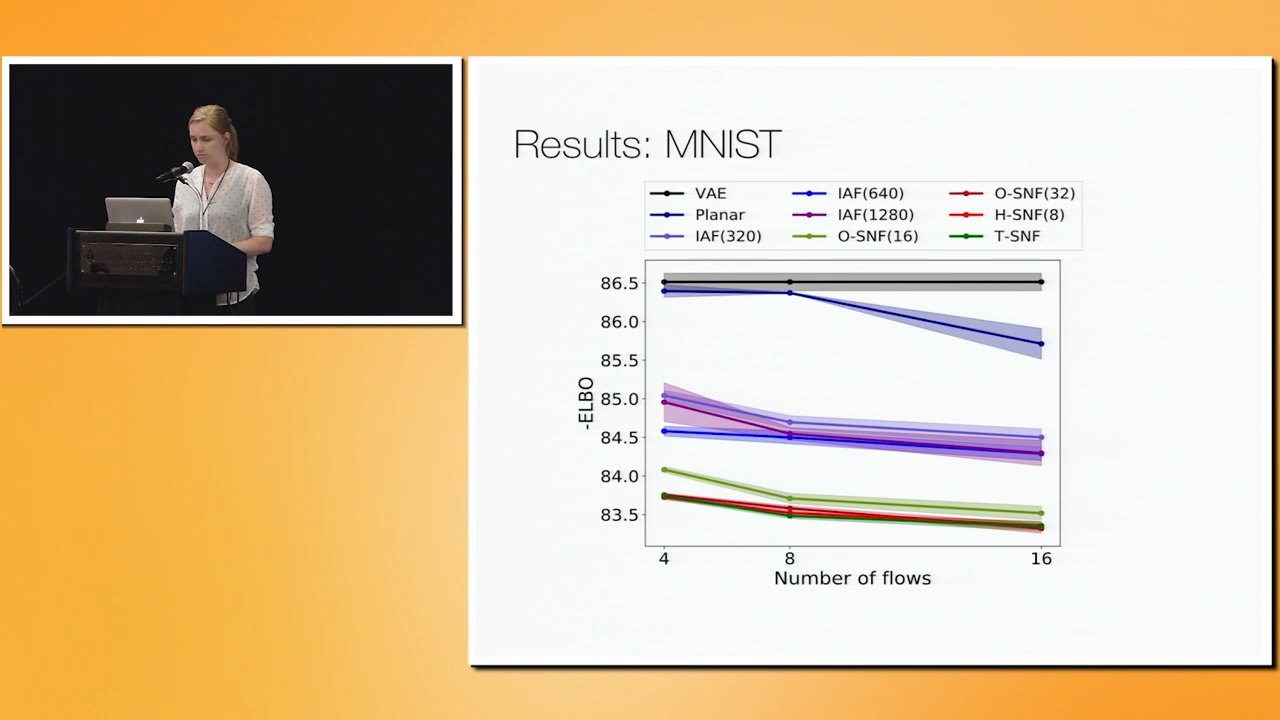 Results: MNIST
VAE IAF(640) O-SNF(32)
Planar IAF(1280) H-SNF(8)
IAF(320) O-SNF(16) T-SNF
86.5
86.0
85.5
85.0
84.5
84.0
83.5
-ELBO
4 8 16
Number of flows